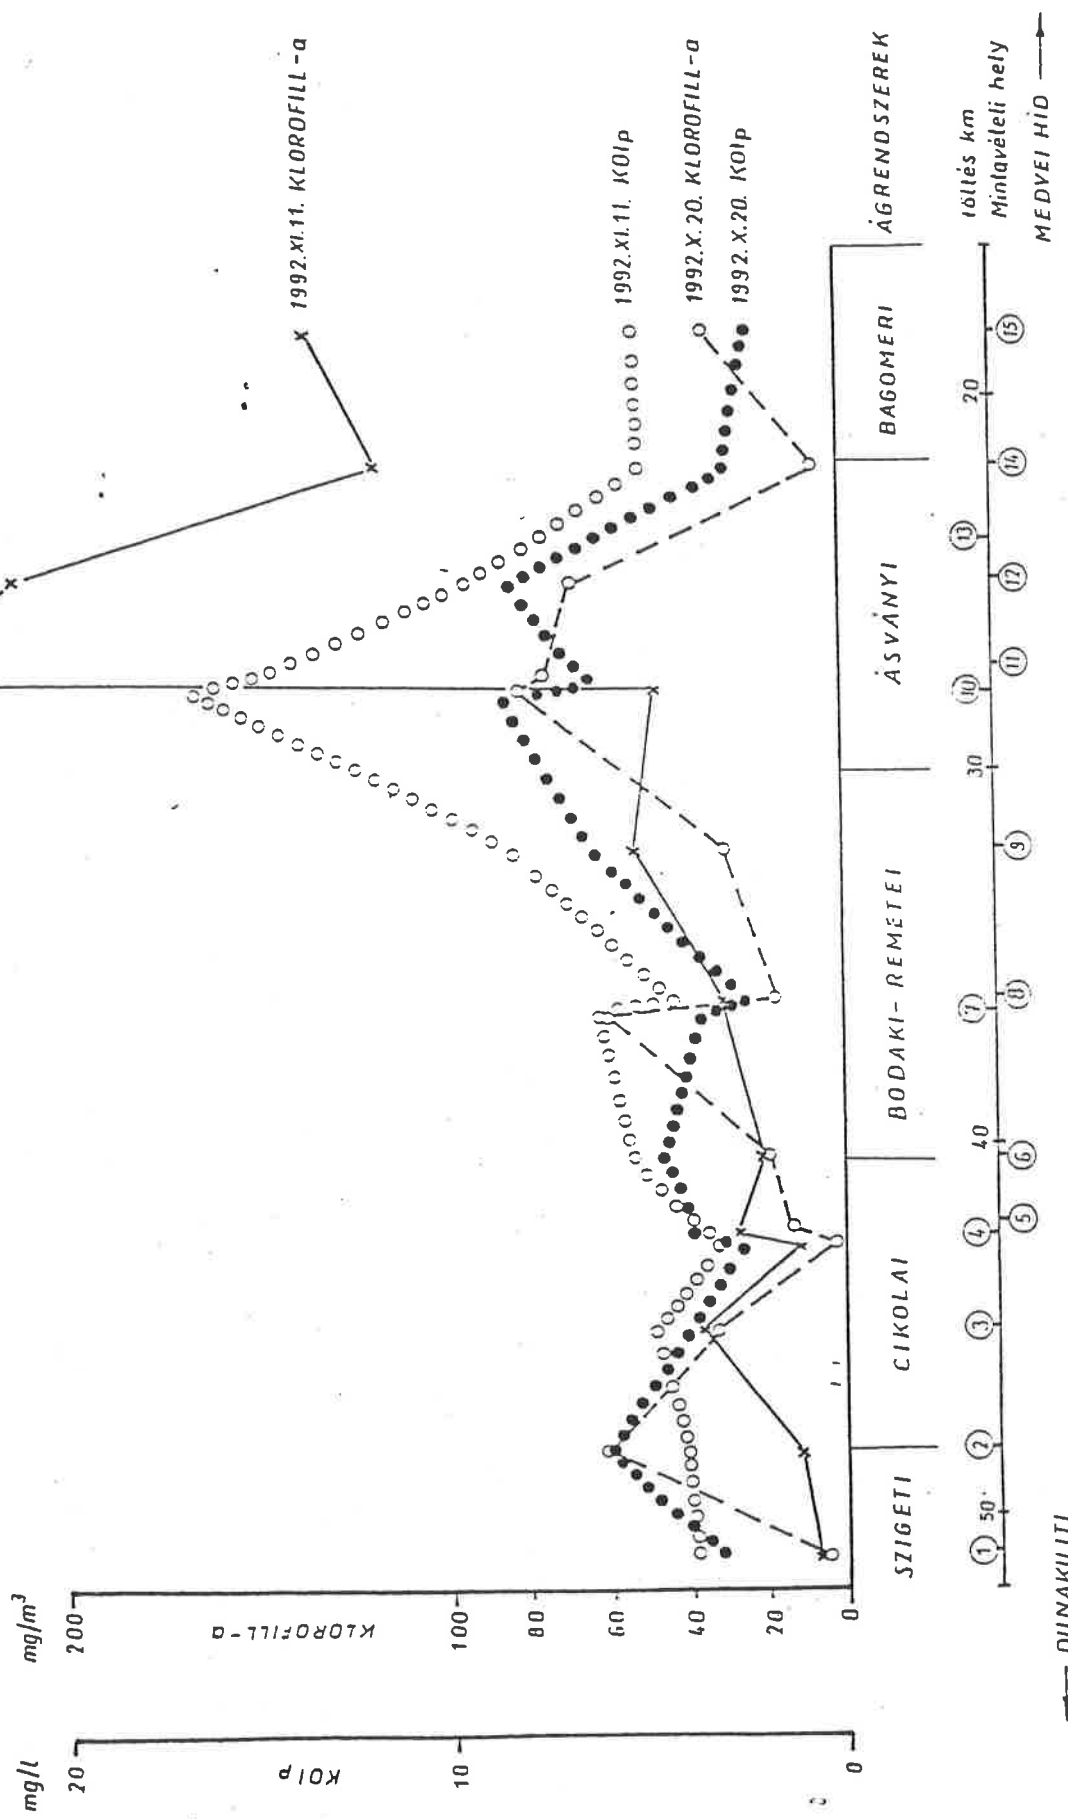 mg/l
mg/m³
20
10
0
KOIp
200
100
80
60
40
20
0
KLOROFILL-a
1992.XI.11. KLOROFILL-a
1992.XI.11. KOIp
1992.X.20. KLOROFILL-a
1992.X.20. KOIp
SZIGETI
CIKOLAI
BODAKI-REMETEI
ÁSVÁNYI
BAGOMERI
ÁGRENDSZEREK
50
40
30
20
töltés km
1
2
3
4
5
6
7
8
9
10
11
12
13
14
15
Mintavételi hely
DUNAKILITI
MEDVEI HÍD